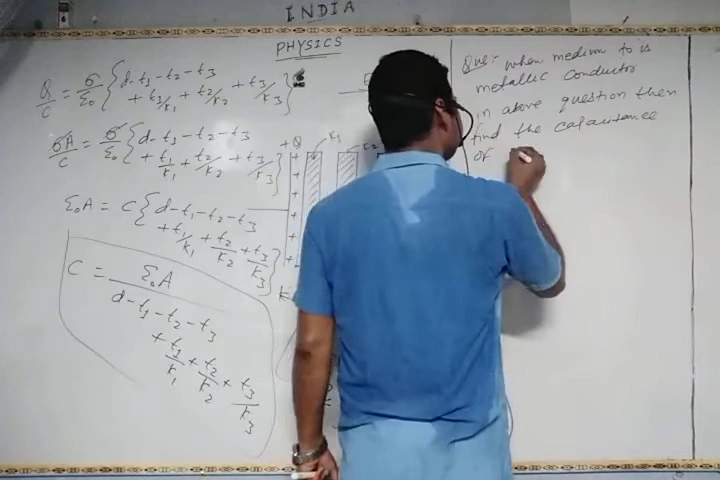 INDIA
PHYSICS
Q/C = σ/ε0 { d-t1-t2-t3
+ t1/K1 + t2/K2 + t3/K3 }
σA/C = σ/ε0 { d-t1-t2-t3
+ t1/K1 + t2/K2 + t3/K3 }
ε0A = C { d-t1-t2-t3
+ t1/K1 + t2/K2 + t3/K3 }
C = ε0A
d-t1-t2-t3
+ t1/K1 + t2/K2 + t3/K3
+Q
K1
K2
Que:- when medium to is
metallic conductor
in above question then
find the capacitance
of